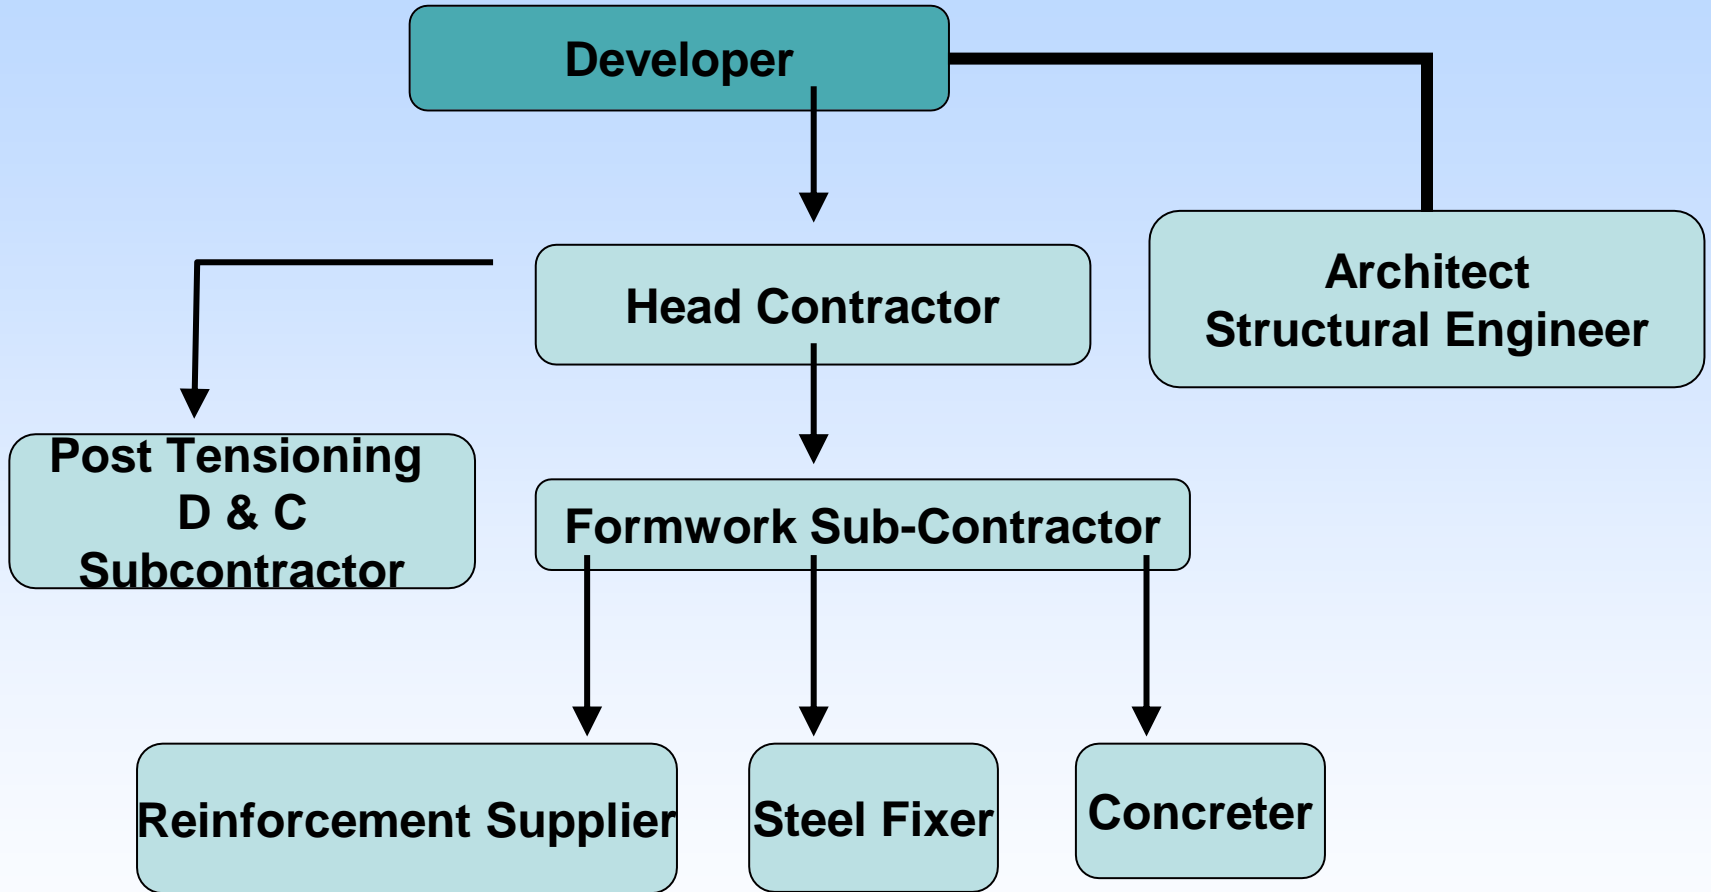 Developer
Head Contractor
Architect
Structural Engineer
Post Tensioning
D & C
Subcontractor
Formwork Sub-Contractor
Reinforcement Supplier
Steel Fixer
Concreter